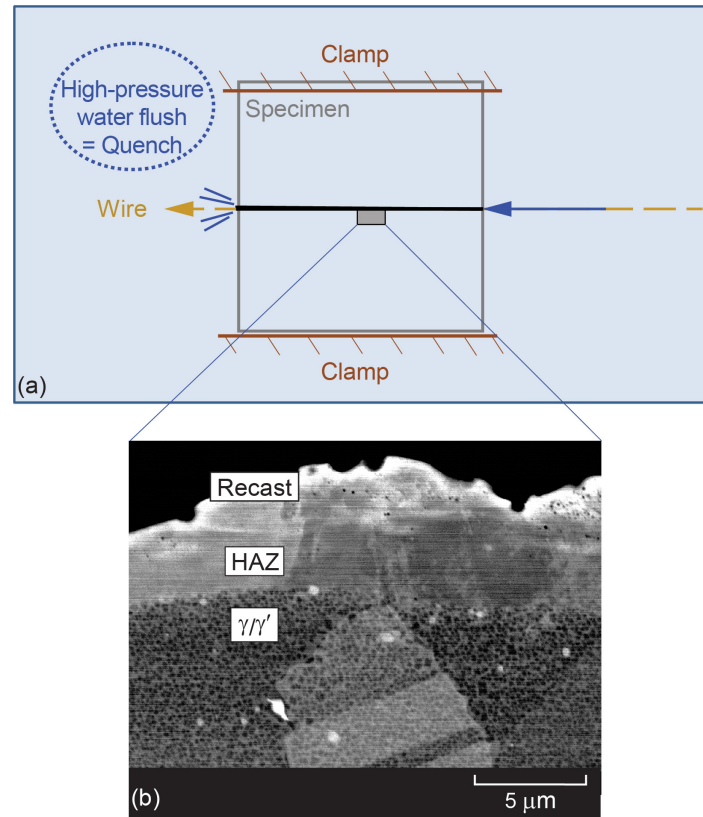 Clamp
High-pressure
water flush
= Quench
Specimen
Wire
(a)
Clamp
Recast
HAZ
γ/γ′
(b)
5 μm